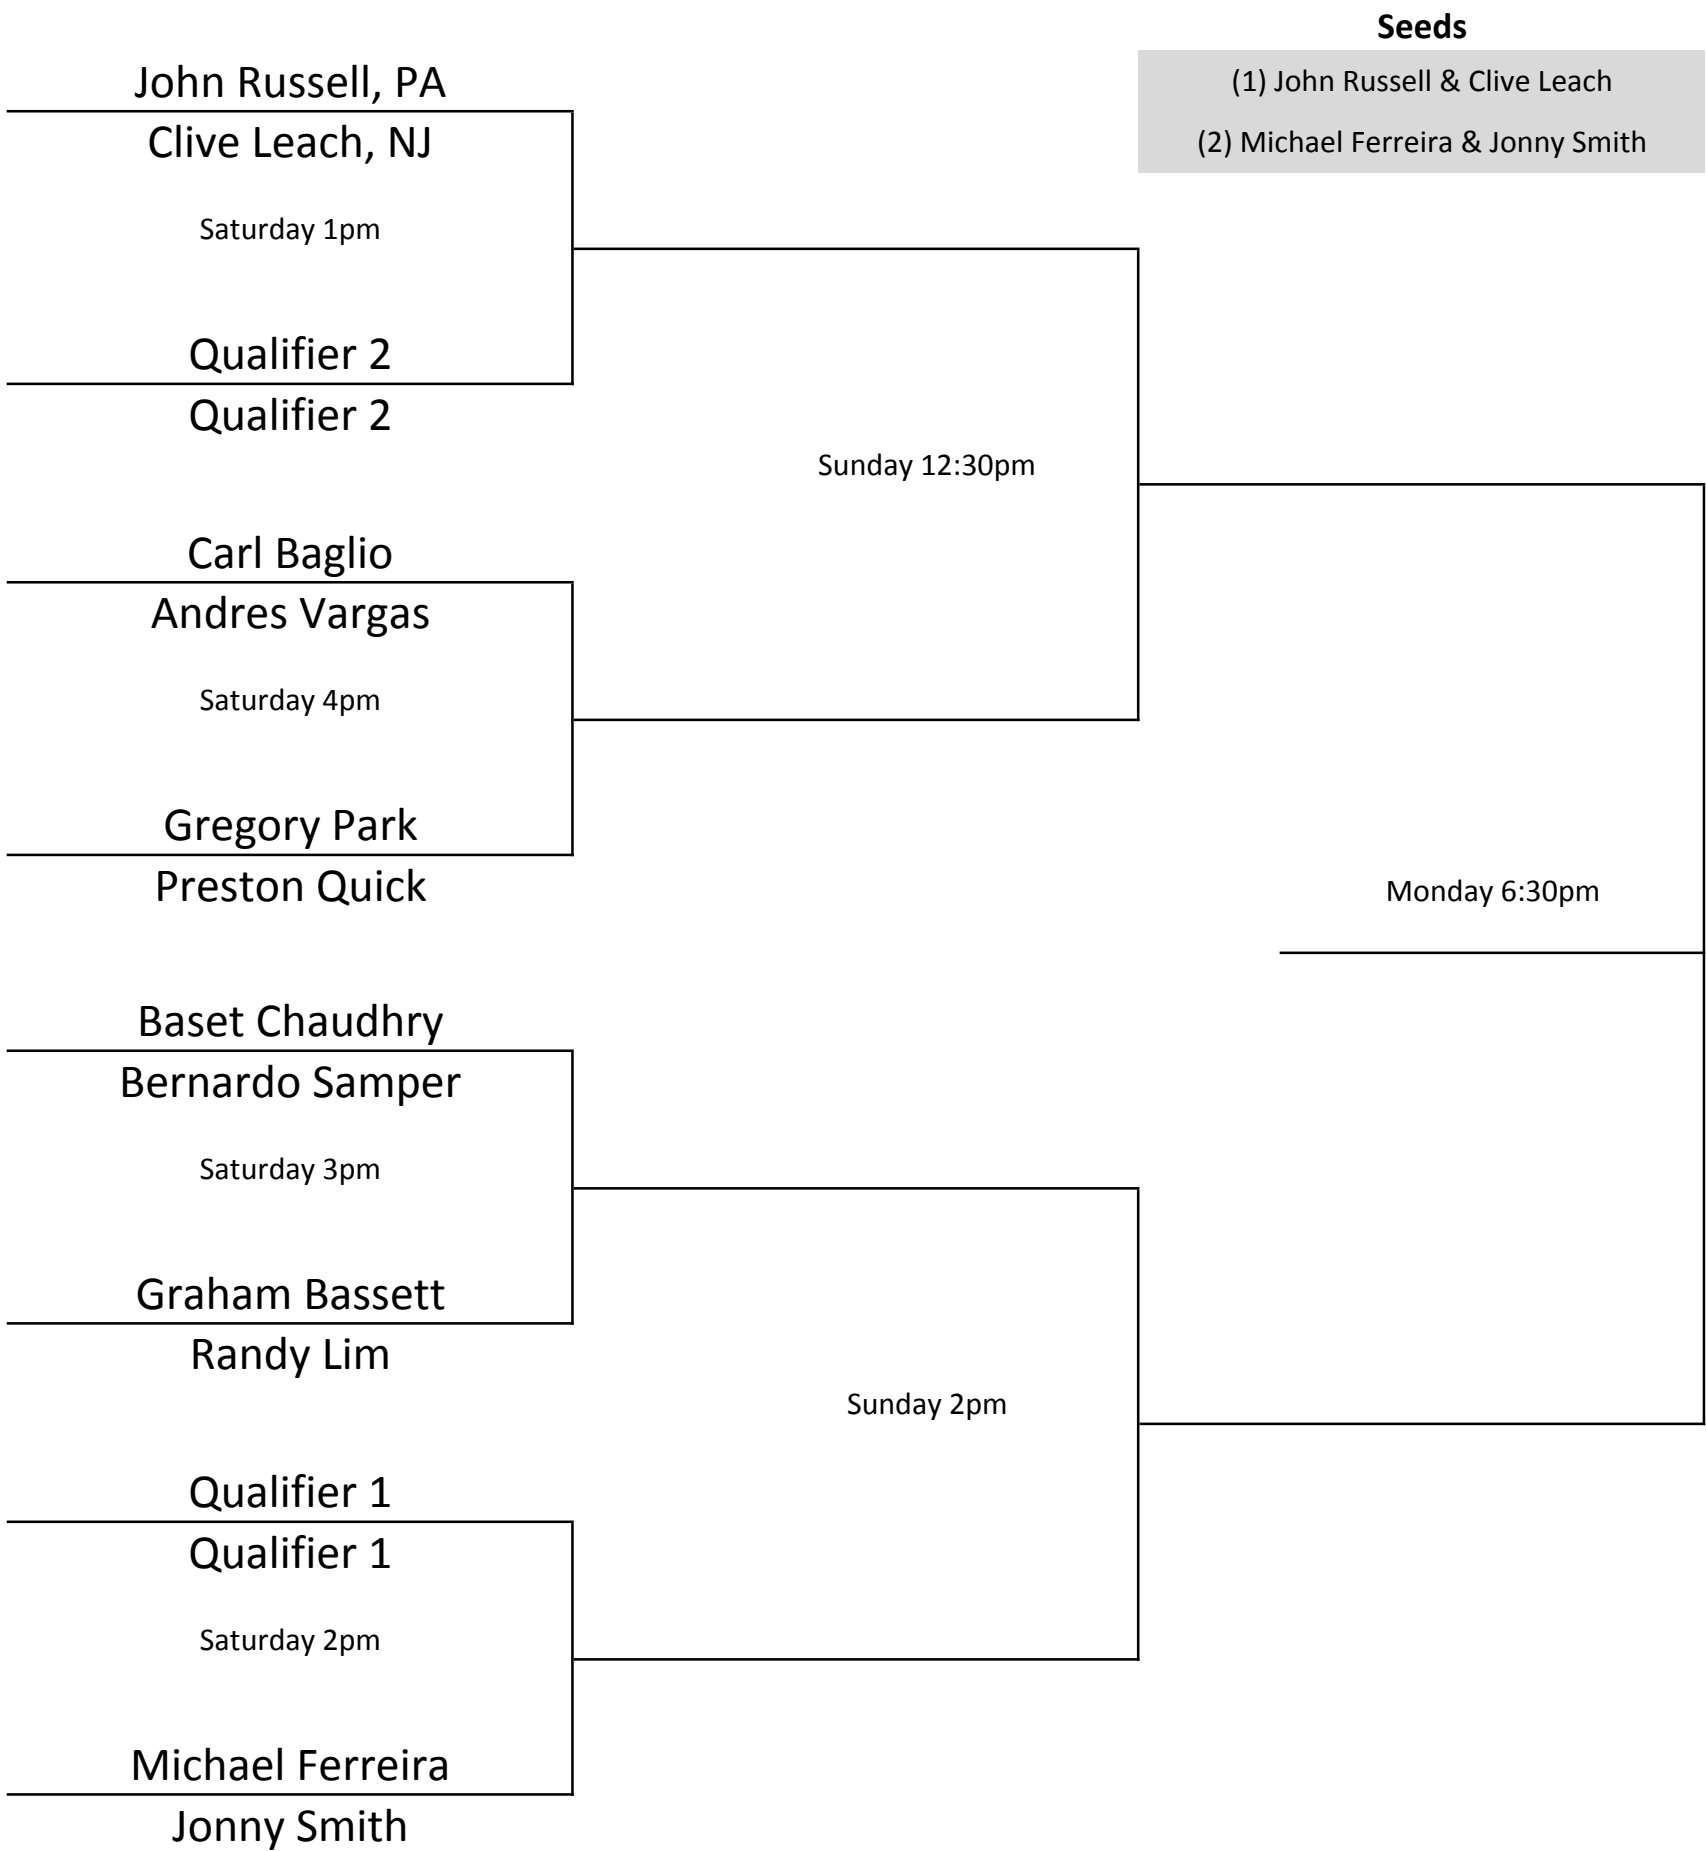 Seeds
(1) John Russell & Clive Leach
(2) Michael Ferreira & Jonny Smith
John Russell, PA
Clive Leach, NJ
Saturday 1pm
Qualifier 2
Qualifier 2
Sunday 12:30pm
Carl Baglio
Andres Vargas
Saturday 4pm
Gregory Park
Preston Quick
Monday 6:30pm
Baset Chaudhry
Bernardo Samper
Saturday 3pm
Graham Bassett
Randy Lim
Sunday 2pm
Qualifier 1
Qualifier 1
Saturday 2pm
Michael Ferreira
Jonny Smith